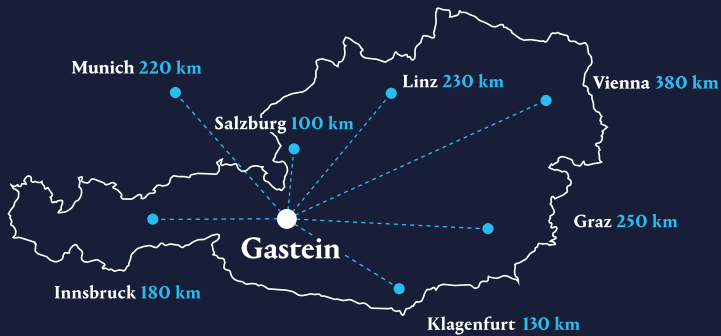 Munich 220 km
Linz 230 km
Vienna 380 km
Salzburg 100 km
Graz 250 km
Gastein
Innsbruck 180 km
Klagenfurt 130 km